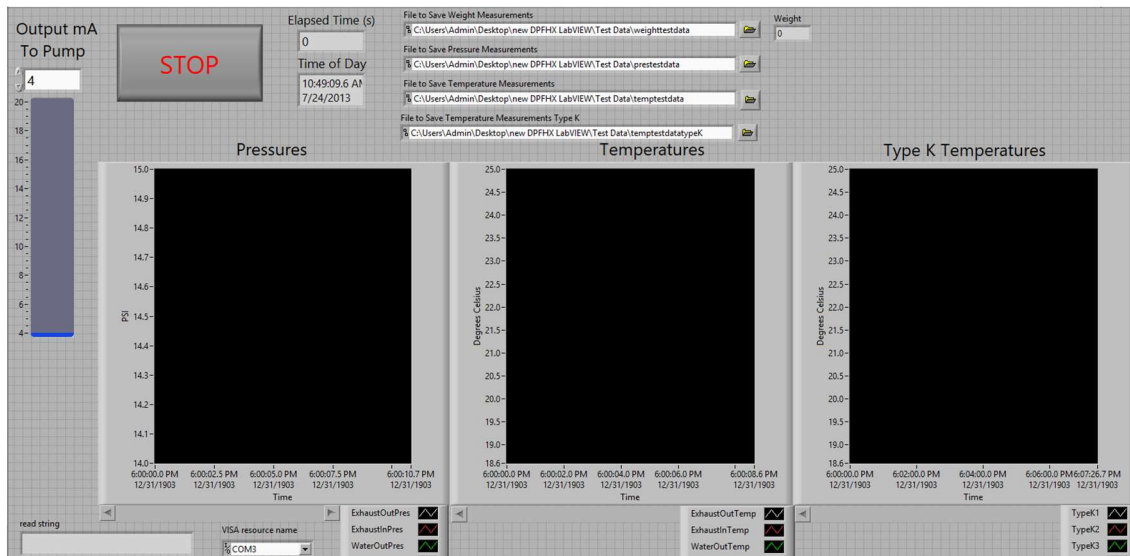 Output mA
To Pump
4
20
18
16
14
12
10
8
6
4
STOP
Elapsed Time (s)
0
Time of Day
10:49:09.6 AM
7/24/2013
File to Save Weight Measurements
C:\Users\Admin\Desktop\new DPFHX LabVIEW\Test Data\weighttestdata
File to Save Pressure Measurements
C:\Users\Admin\Desktop\new DPFHX LabVIEW\Test Data\prestestdata
File to Save Temperature Measurements
C:\Users\Admin\Desktop\new DPFHX LabVIEW\Test Data\temptestdata
File to Save Temperature Measurements Type K
C:\Users\Admin\Desktop\new DPFHX LabVIEW\Test Data\temptestdatatypeK
Weight
0
Pressures
PSI
15.0
14.9
14.8
14.7
14.6
14.5
14.4
14.3
14.2
14.1
14.0
6:00:00.0 PM 6:00:02.5 PM 6:00:05.0 PM 6:00:07.5 PM 6:00:10.7 PM
12/31/1903 12/31/1903 12/31/1903 12/31/1903 12/31/1903
Time
Temperatures
Degrees Celsius
25.0
24.5
24.0
23.5
23.0
22.5
22.0
21.5
21.0
20.5
20.0
19.5
19.0
18.6
6:00:00.0 PM 6:00:02.0 PM 6:00:04.0 PM 6:00:06.0 PM 6:00:08.6 PM
12/31/1903 12/31/1903 12/31/1903 12/31/1903 12/31/1903
Time
Type K Temperatures
Degrees Celsius
25.0
24.5
24.0
23.5
23.0
22.5
22.0
21.5
21.0
20.5
20.0
19.5
19.0
18.6
6:00:00.0 PM 6:02:00.0 PM 6:04:00.0 PM 6:06:00.0 PM 6:07:26.7 PM
12/31/1903 12/31/1903 12/31/1903 12/31/1903 12/31/1903
Time
read string
VISA resource name
COM3
ExhaustOutPres
ExhaustInPres
WaterOutPres
ExhaustOutTemp
ExhaustInTemp
WaterOutTemp
TypeK1
TypeK2
TypeK3